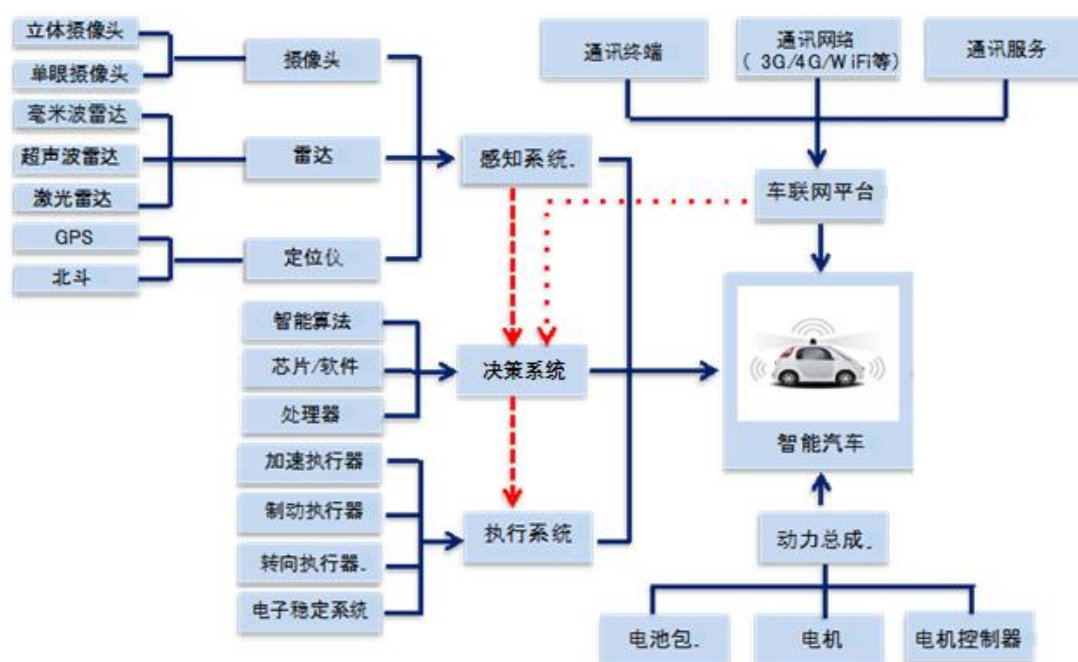 立体摄像头
单眼摄像头
摄像头
通讯终端
通讯网络
( 3G/4G/WiFi等)
通讯服务
毫米波雷达
超声波雷达
激光雷达
雷达
感知系统.
车联网平台
GPS
北斗
定位仪
智能算法
芯片/软件
处理器
决策系统
智能汽车
加速执行器
制动执行器
转向执行器.
电子稳定系统
执行系统
动力总成.
电池包.
电机
电机控制器